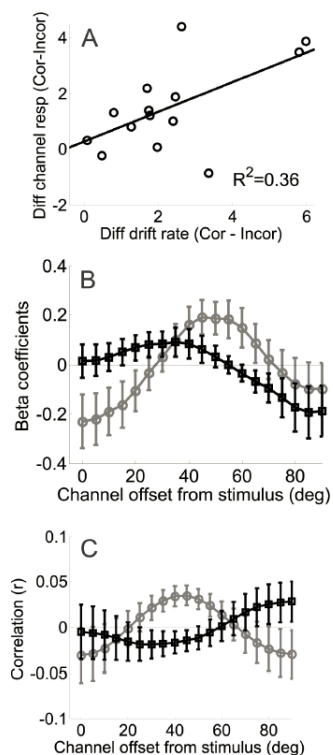 A
Diff channel resp (Cor-Incor)
4
2
0
-2
R²=0.36
0 2 4 6
Diff drift rate (Cor - Incor)
B
Beta coefficients
0.4
0.2
0
-0.2
-0.4
0 20 40 60 80
Channel offset from stimulus (deg)
C
Correlation (r)
0.1
0.05
0
-0.05
-0.1
0 20 40 60 80
Channel offset from stimulus (deg)